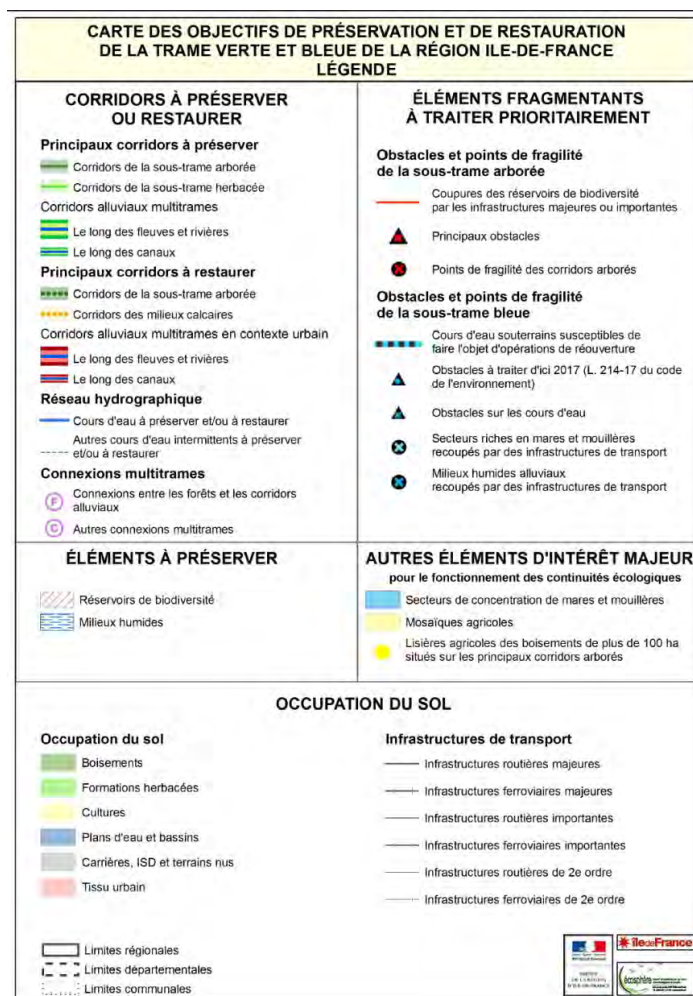 CARTE DES OBJECTIFS DE PRÉSERVATION ET DE RESTAURATION
DE LA TRAME VERTE ET BLEUE DE LA RÉGION ILE-DE-FRANCE
LÉGENDE
CORRIDORS À PRÉSERVER
OU RESTAURER
Principaux corridors à préserver
Corridors de la sous-trame arborée
Corridors de la sous-trame herbacée
Corridors alluviaux multitrames
Le long des fleuves et rivières
Le long des canaux
Principaux corridors à restaurer
Corridors de la sous-trame arborée
Corridors des milieux calcaires
Corridors alluviaux multitrames en contexte urbain
Le long des fleuves et rivières
Le long des canaux
Réseau hydrographique
Cours d'eau à préserver et/ou à restaurer
Autres cours d'eau intermittents à préserver
et/ou à restaurer
Connexions multitrames
F
Connexions entre les forêts et les corridors
alluviaux
C Autres connexions multitrames
ÉLÉMENTS FRAGMENTANTS
À TRAITER PRIORITAIREMENT
Obstacles et points de fragilité
de la sous-trame arborée
Coupures des réservoirs de biodiversité
par les infrastructures majeures ou importantes
Principaux obstacles
Points de fragilité des corridors arborés
Obstacles et points de fragilité
de la sous-trame bleue
Cours d'eau souterrains susceptibles de
faire l'objet d'opérations de réouverture
Obstacles à traiter d'ici 2017 (L. 214-17 du code
de l'environnement)
Obstacles sur les cours d'eau
Secteurs riches en mares et mouillères
recoupés par des infrastructures de transport
Milieux humides alluviaux
recoupés par des infrastructures de transport
ÉLÉMENTS À PRÉSERVER
Réservoirs de biodiversité
Milieux humides
AUTRES ÉLÉMENTS D'INTÉRÊT MAJEUR
pour le fonctionnement des continuités écologiques
Secteurs de concentration de mares et mouillères
Mosaïques agricoles
Lisières agricoles des boisements de plus de 100 ha
situés sur les principaux corridors arborés
OCCUPATION DU SOL
Occupation du sol
Boisements
Formations herbacées
Cultures
Plans d'eau et bassins
Carrières, ISD et terrains nus
Tissu urbain
Infrastructures de transport
Infrastructures routières majeures
Infrastructures ferroviaires majeures
Infrastructures routières importantes
Infrastructures ferroviaires importantes
Infrastructures routières de 2e ordre
Infrastructures ferroviaires de 2e ordre
Limites régionales
Limites départementales
Limites communales
îledeFrance
PRÉFET
DE LA RÉGION
D'ÎLE-DE-FRANCE
écosphère